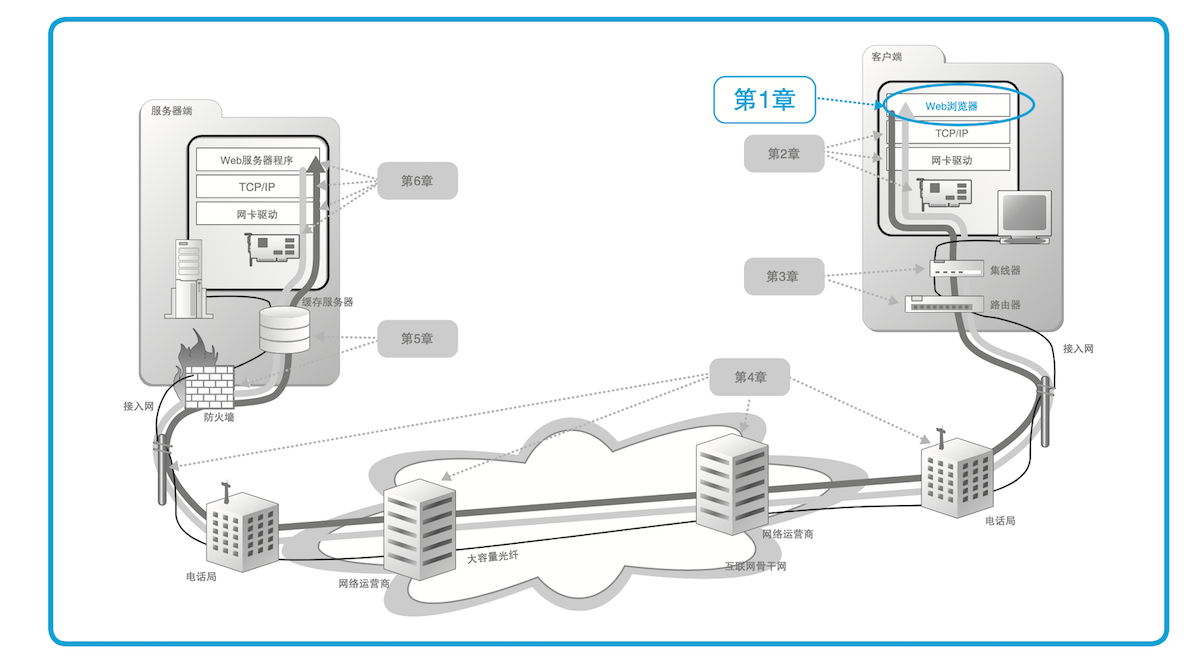 客户端
第1章
Web浏览器
TCP/IP
第2章
网卡驱动
服务器端
Web服务器程序
TCP/IP
网卡驱动
第6章
第3章
集线器
路由器
缓存服务器
第5章
接入网
第4章
接入网
防火墙
电话局
网络运营商
大容量光纤
网络运营商
互联网骨干网
电话局